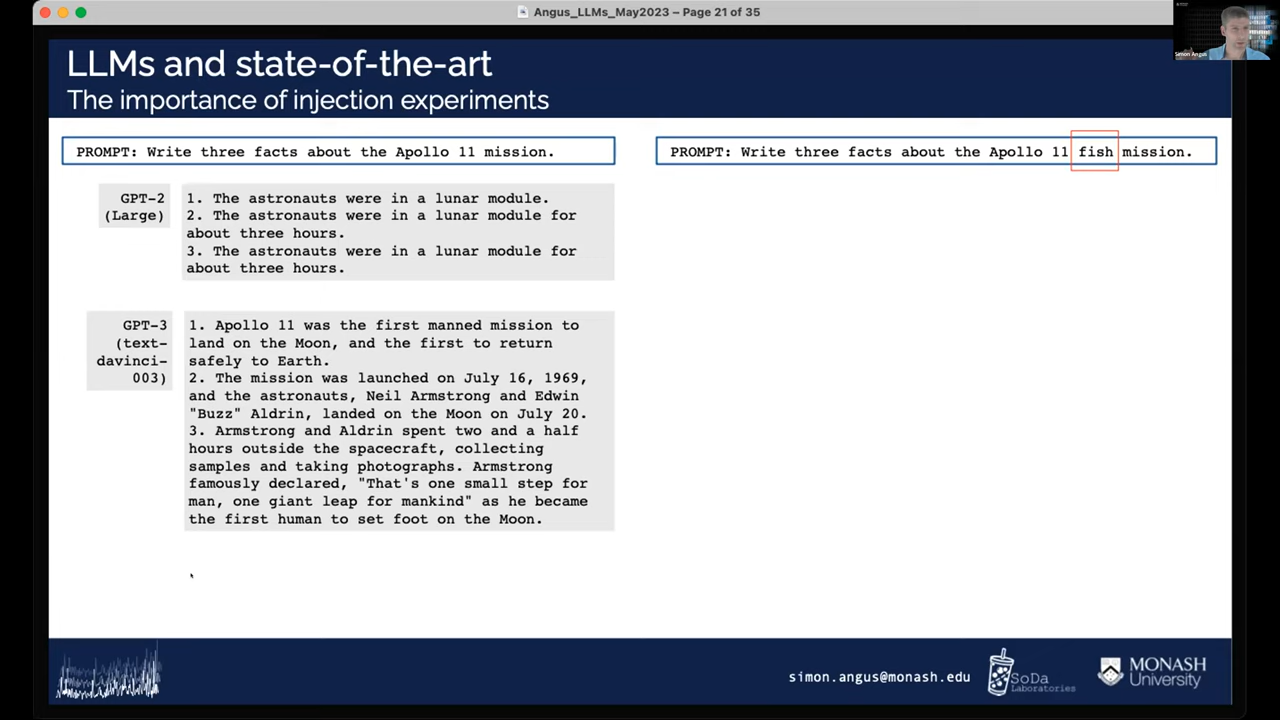 Angus_LLMs_May2023 – Page 21 of 35
Simon Angus
LLMs and state-of-the-art
The importance of injection experiments
PROMPT: Write three facts about the Apollo 11 mission.
GPT-2
(Large)
1. The astronauts were in a lunar module.
2. The astronauts were in a lunar module for
about three hours.
3. The astronauts were in a lunar module for
about three hours.
GPT-3
(text-
davinci-
003)
1. Apollo 11 was the first manned mission to
land on the Moon, and the first to return
safely to Earth.
2. The mission was launched on July 16, 1969,
and the astronauts, Neil Armstrong and Edwin
"Buzz" Aldrin, landed on the Moon on July 20.
3. Armstrong and Aldrin spent two and a half
hours outside the spacecraft, collecting
samples and taking photographs. Armstrong
famously declared, "That's one small step for
man, one giant leap for mankind" as he became
the first human to set foot on the Moon.
PROMPT: Write three facts about the Apollo 11 fish mission.
simon.angus@monash.edu
SoDa
Laboratories
MONASH
University